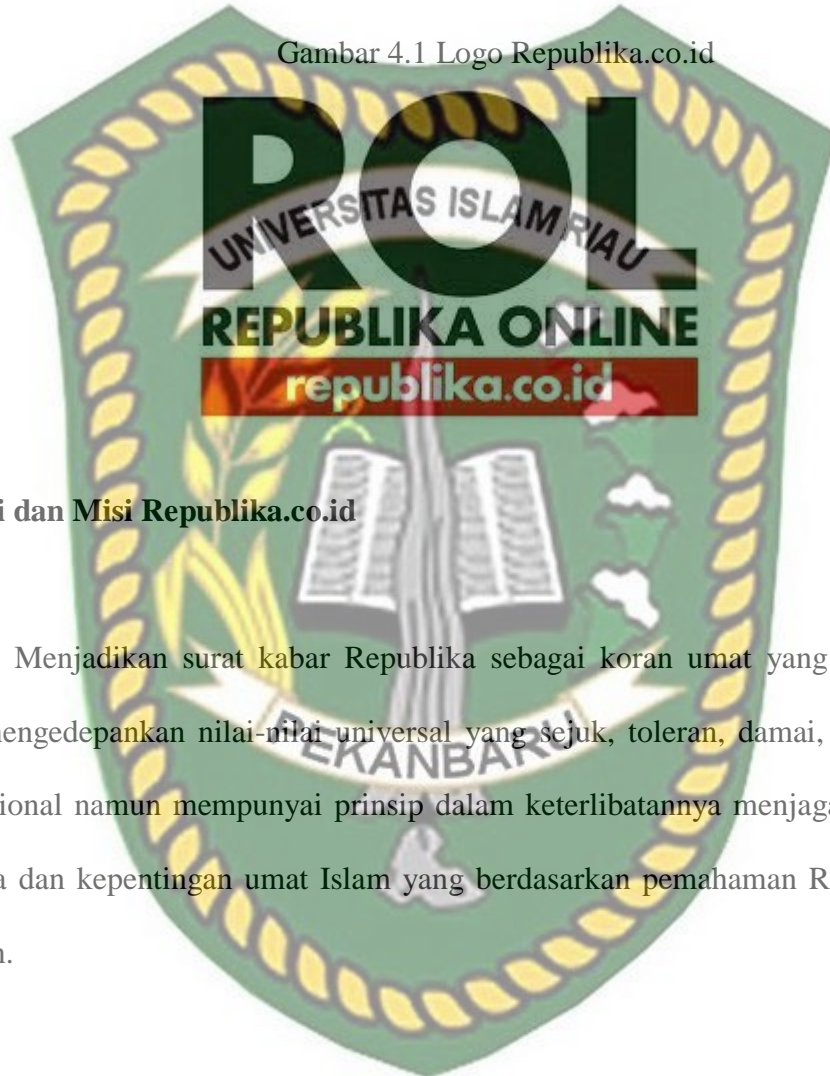 Gambar 4.1 Logo Republika.co.id
ROL
UNIVERSITAS ISLAM RIAU
REPUBLIKA ONLINE
republika.co.id
i dan Misi Republika.co.id
Menjadikan surat kabar Republika sebagai koran umat yang
mengedepankan nilai-nilai universal yang sejuk, toleran, damai,
PEKANBARU
ional namun mempunyai prinsip dalam keterlibatannya menjaga
a dan kepentingan umat Islam yang berdasarkan pemahaman R
n.